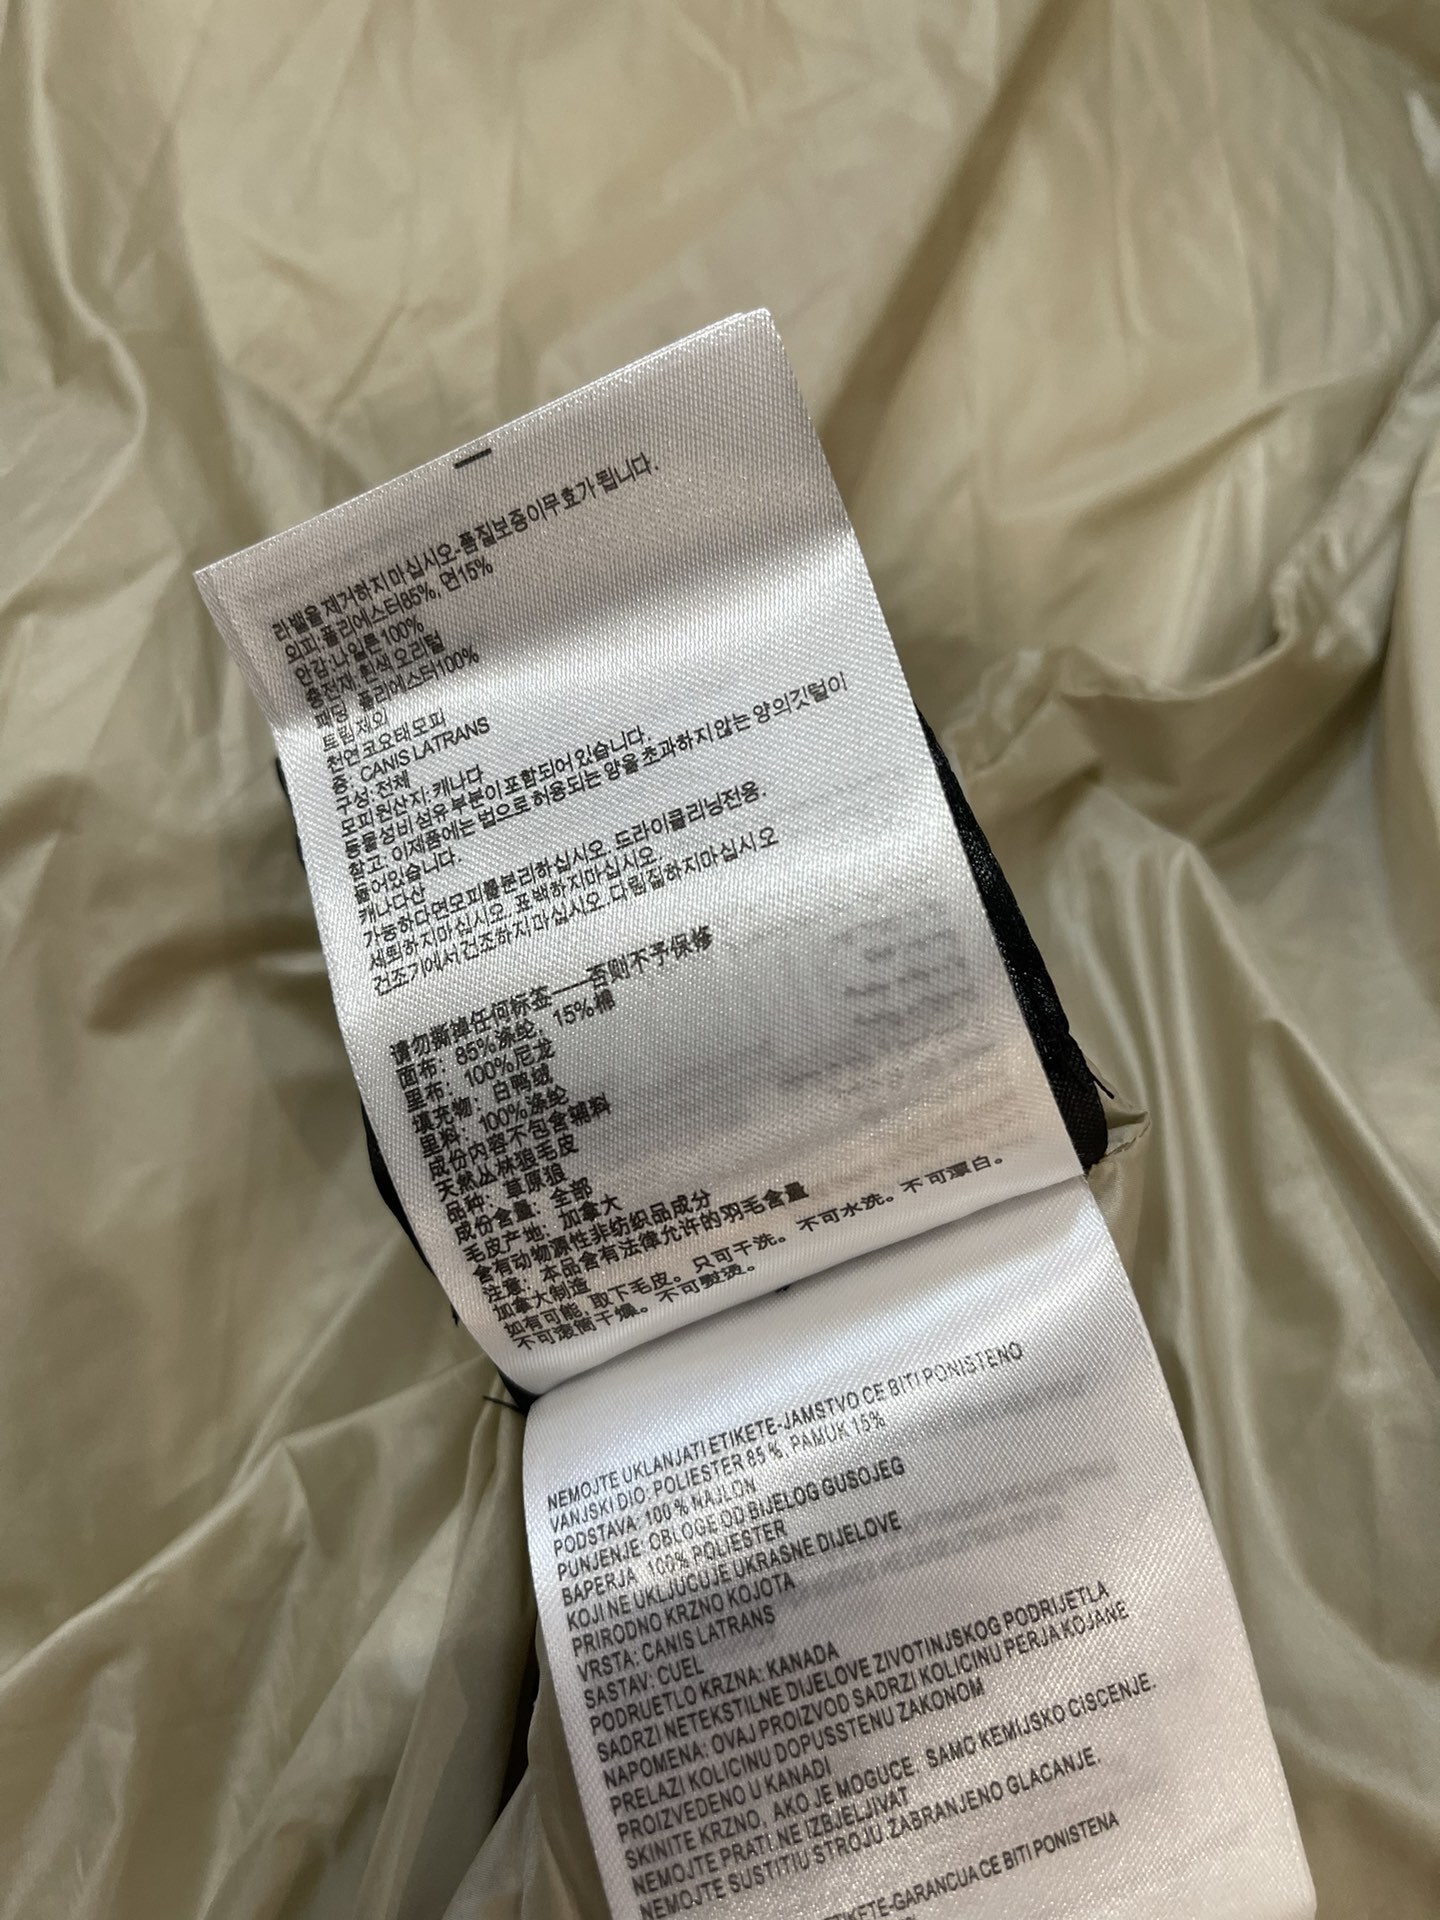 라벨을 제거하지마십시오-품질보증이무효가 됩니다.
외피:폴리에스터85%, 면15%
안감:나일론100%
충전재: 흰색 오리털
패딩: 폴리에스터100%
트림 제외
천연 코요테 모피
종: CANIS LATRANS
구성: 전체
모피 원산지: 캐나다
동물성비 섬유 부분이 포함되어 있습니다.
참고: 이제품에는 법으로 허용되는 양을 초과하지 않는 양의 깃털이
들어있습니다.
캐나다산
가능하다면모피를분리하십시오. 드라이클리닝전용.
세탁하지마십시오. 표백하지마십시오.
건조기에서건조하지마십시오.다림질하지마십시오
请勿撕掉任何标签——否则不予保修
面布: 85%涤纶, 15%棉
里布: 100%尼龙
填充物: 白鸭绒
里料: 100%涤纶
成份内容不包含辅料
天然丛林狼毛皮
品种: 草原狼
成份含量: 全部
毛皮产地: 加拿大
含有动物源性非纺织品成分
注意: 本品含有法律允许的羽毛含量
加拿大制造
如有可能, 取下毛皮。只可干洗。不可水洗。不可漂白。
不可滚筒干燥。不可熨烫。
NEMOJTE UKLANJATI ETIKETE-JAMSTVO CE BITI PONISTENO
VANJSKI DIO: POLIESTER 85 %, PAMUK 15%
PODSTAVA: 100 % NAJLON
PUNJENJE: OBLOGE OD BIJELOG GUSOJEG
BAPERJA 100% POLIESTER
KOJI NE UKLJUCUJE UKRASNE DIJELOVE
PRIRODNO KRZNO KOJOTA
VRSTA: CANIS LATRANS
SASTAV: CUEL
PODRUETLO KRZNA: KANADA
SADRZI NETEKSTILNE DIJELOVE ZIVOTINJSKOG PODRIJETLA
NAPOMENA: OVAJ PROIZVOD SADRZI KOLICINU PERJA KOJANE
PRELAZI KOLICINU DOPUSSTENU ZAKONOM
PROIZVEDENO U KANADI
SKINITE KRZNO, AKO JE MOGUCE. SAMO KEMIJSKO CISCENJE.
NEMOJTE PRATI.NE IZBJELJIVAT
NEMOJTE SUSTITIU STROJU.ZABRANJENO GLACANJE.
ETIKETE-GARANCIJA CE BITI PONISTENA